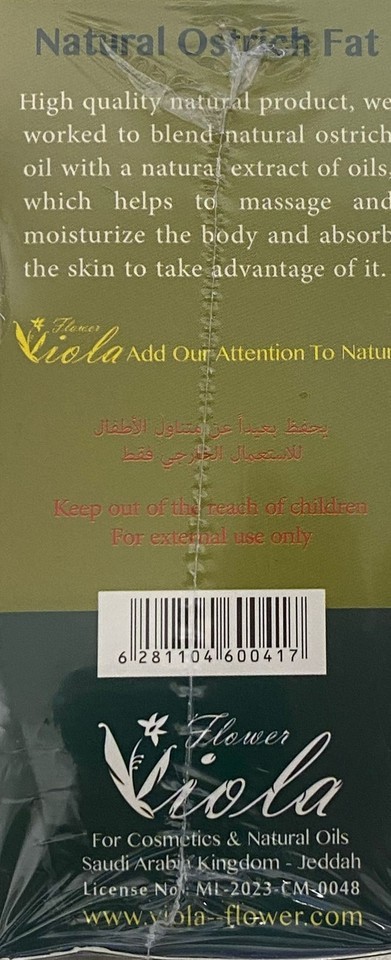 Natural Ostrich Fat
High quality natural product, we
worked to blend natural ostrich
oil with a natural extract of oils,
which helps to massage and
moisturize the body and absorb
the skin to take advantage of it.
Flower
Viola Add Our Attention To Natur
يحفظ بعيداً عن متناول الأطفال
للاستعمال الخارجي فقط
Keep out of the reach of children
For external use only
6 281104 600417
Flower
Viola
For Cosmetics & Natural Oils
Saudi Arabia Kingdom - Jeddah
License No : ML-2023-CM-0048
www.viola-flower.com